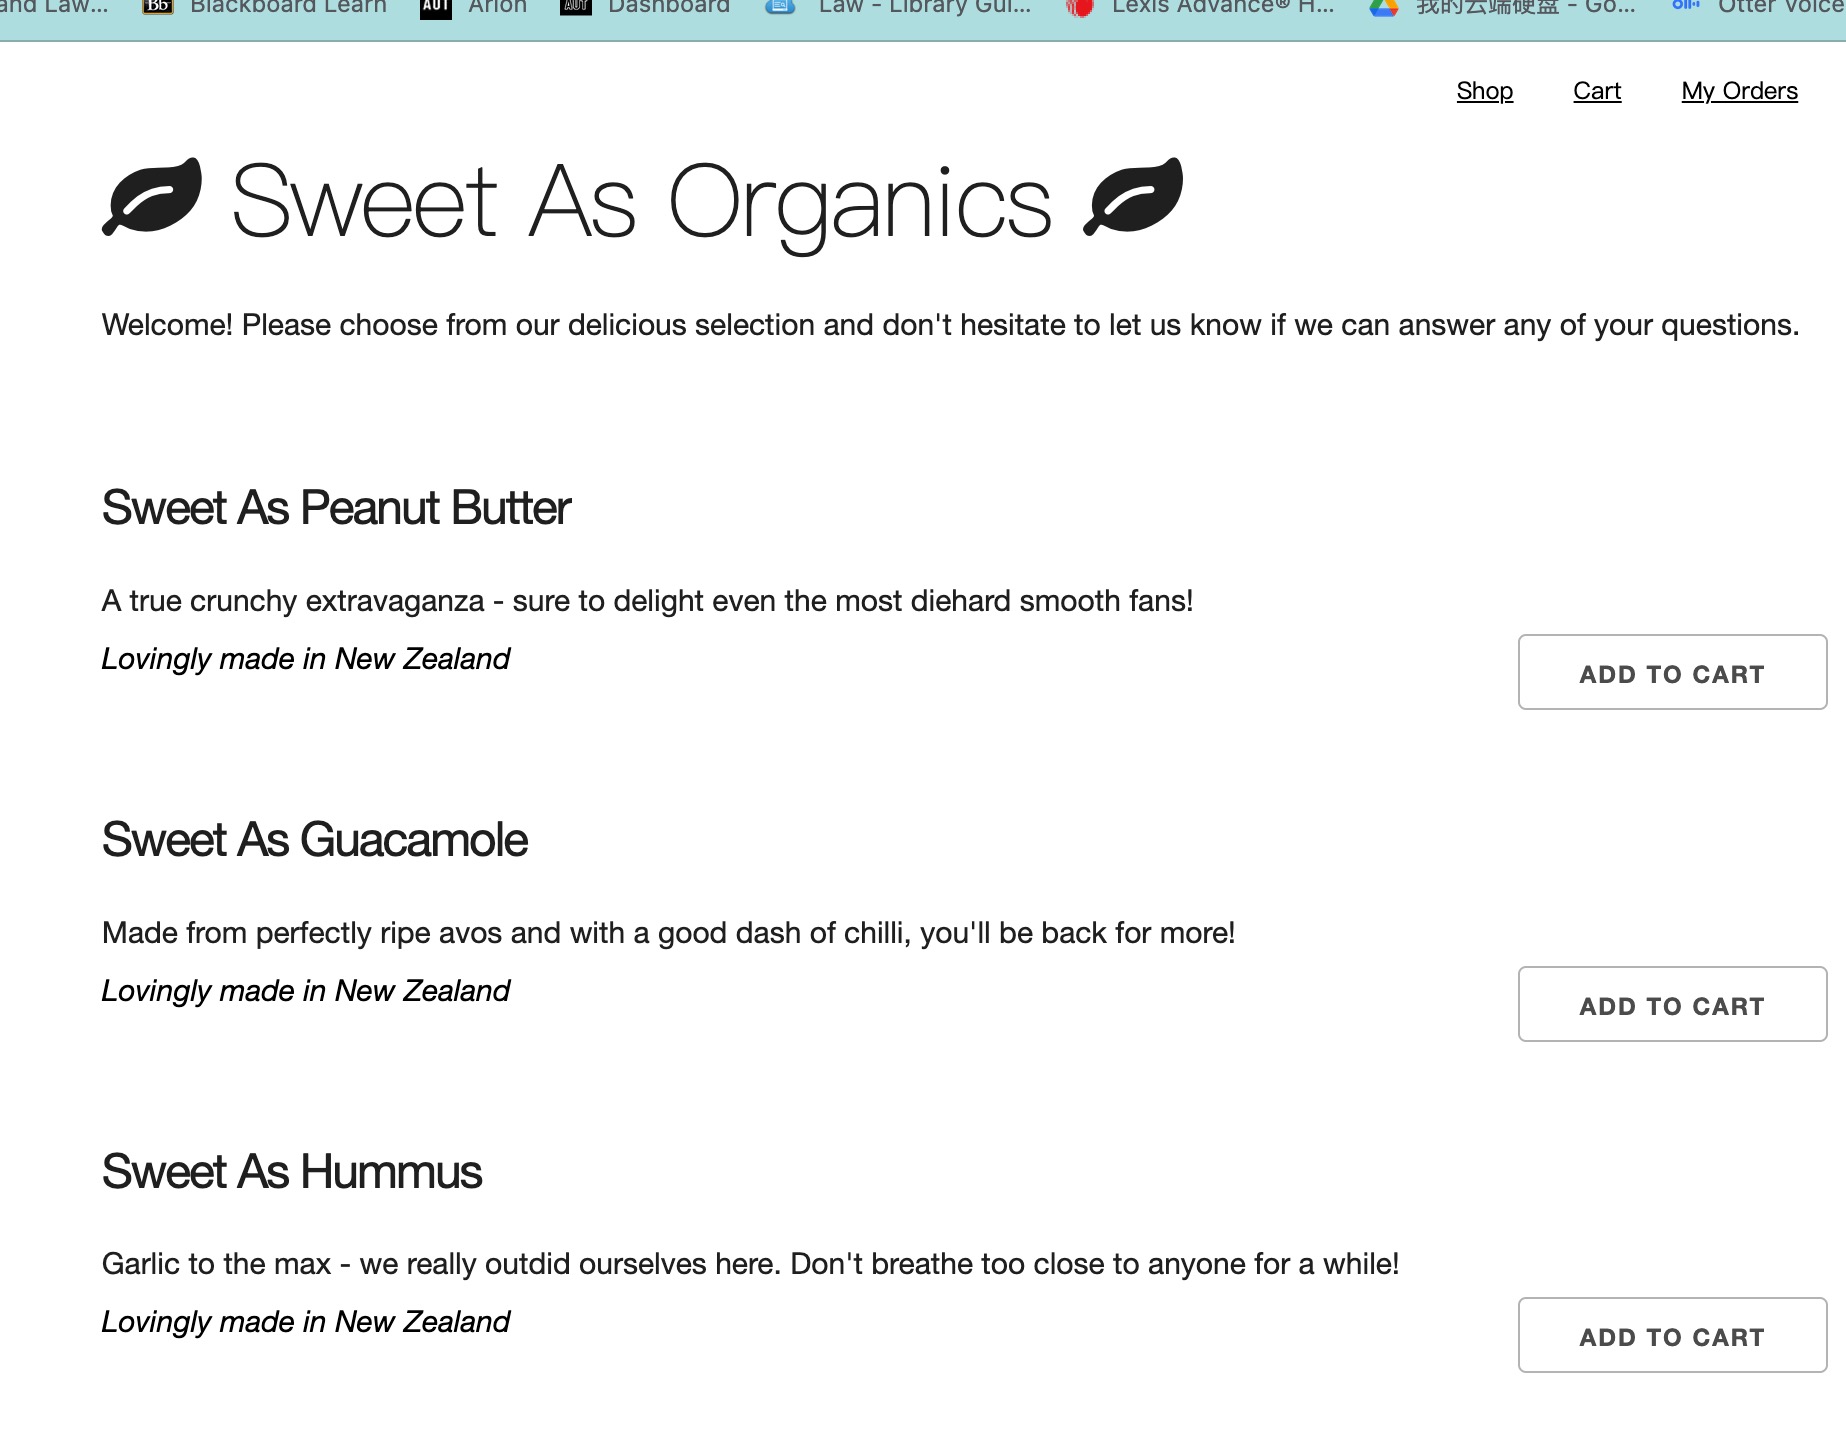 and Law... Blackboard Learn AUT Arion AUT Dashboard Law - Library Gui... Lexis Advance® H... 我的云端硬盘 - Go... Otter Voice
Shop Cart My Orders
Sweet As Organics
Welcome! Please choose from our delicious selection and don't hesitate to let us know if we can answer any of your questions.
Sweet As Peanut Butter
A true crunchy extravaganza - sure to delight even the most diehard smooth fans!
Lovingly made in New Zealand
ADD TO CART
Sweet As Guacamole
Made from perfectly ripe avos and with a good dash of chilli, you'll be back for more!
Lovingly made in New Zealand
ADD TO CART
Sweet As Hummus
Garlic to the max - we really outdid ourselves here. Don't breathe too close to anyone for a while!
Lovingly made in New Zealand
ADD TO CART